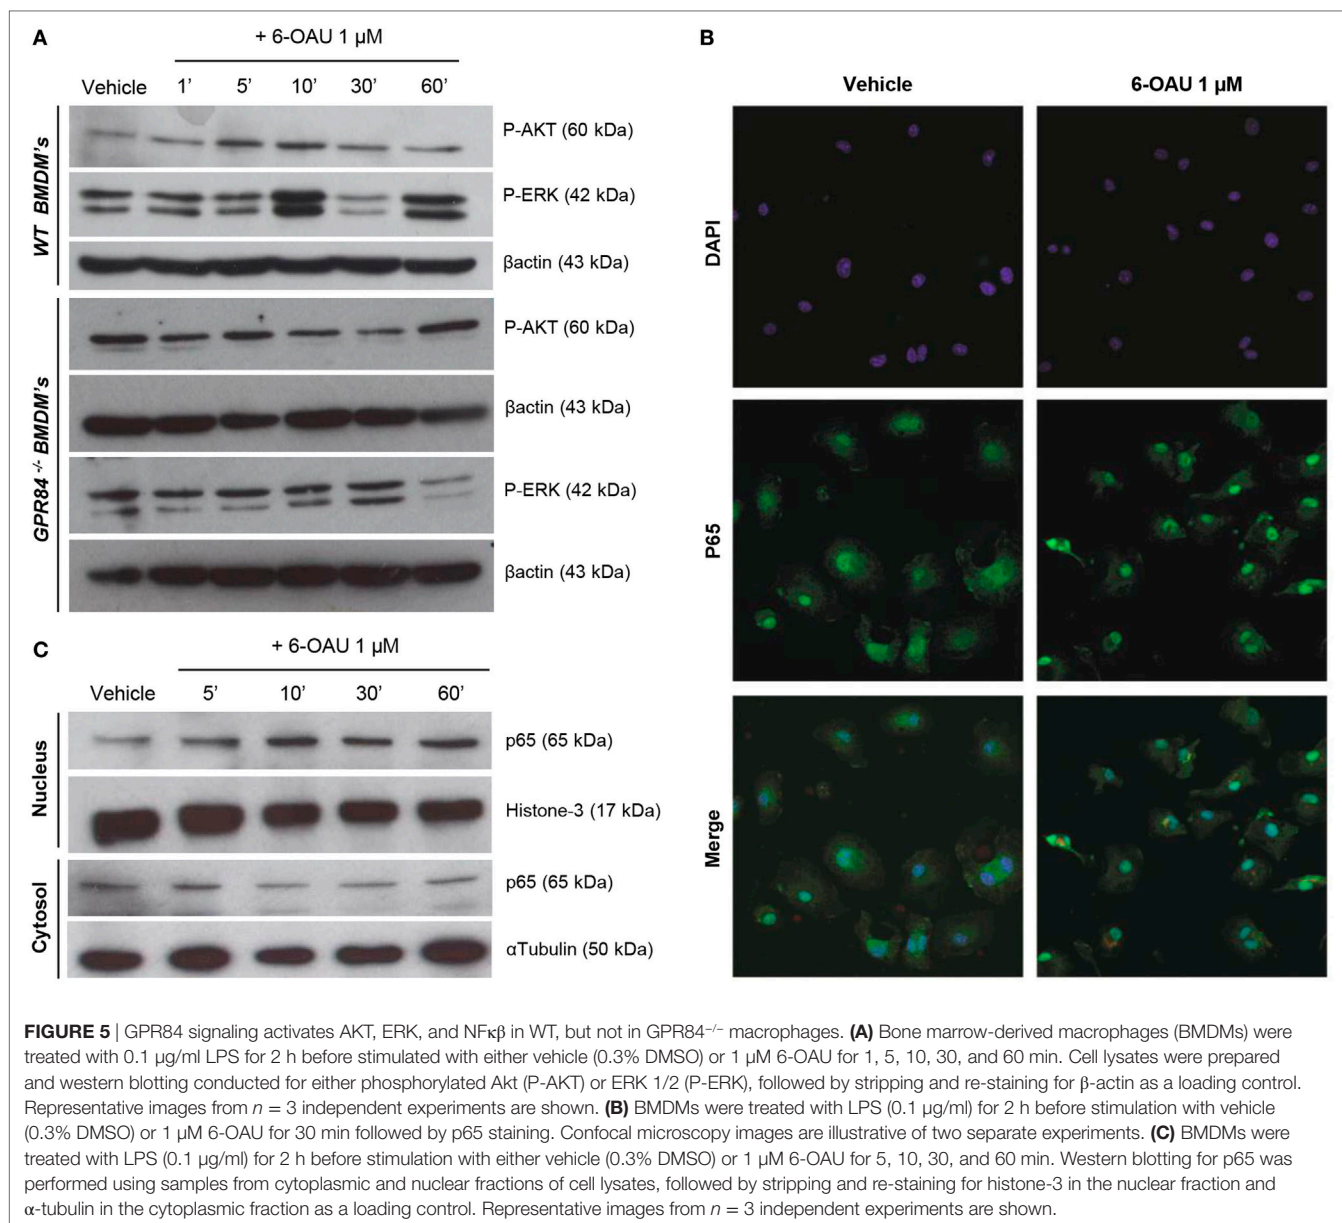 A
+ 6-OAU 1 µM
Vehicle 1’ 5’ 10’ 30’ 60’
WT BMDM’s
P-AKT (60 kDa)
P-ERK (42 kDa)
βactin (43 kDa)
GPR84 -/- BMDM’s
P-AKT (60 kDa)
βactin (43 kDa)
P-ERK (42 kDa)
βactin (43 kDa)
B
Vehicle 6-OAU 1 µM
DAPI
P65
Merge
C
+ 6-OAU 1 µM
Vehicle 5’ 10’ 30’ 60’
Nucleus
p65 (65 kDa)
Histone-3 (17 kDa)
Cytosol
p65 (65 kDa)
αTubulin (50 kDa)
FIGURE 5 | GPR84 signaling activates AKT, ERK, and NFκβ in WT, but not in GPR84−/− macrophages. (A) Bone marrow-derived macrophages (BMDMs) were
treated with 0.1 µg/ml LPS for 2 h before stimulated with either vehicle (0.3% DMSO) or 1 µM 6-OAU for 1, 5, 10, 30, and 60 min. Cell lysates were prepared
and western blotting conducted for either phosphorylated Akt (P-AKT) or ERK 1/2 (P-ERK), followed by stripping and re-staining for β-actin as a loading control.
Representative images from n = 3 independent experiments are shown. (B) BMDMs were treated with LPS (0.1 µg/ml) for 2 h before stimulation with vehicle
(0.3% DMSO) or 1 µM 6-OAU for 30 min followed by p65 staining. Confocal microscopy images are illustrative of two separate experiments. (C) BMDMs were
treated with LPS (0.1 µg/ml) for 2 h before stimulation with either vehicle (0.3% DMSO) or 1 µM 6-OAU for 5, 10, 30, and 60 min. Western blotting for p65 was
performed using samples from cytoplasmic and nuclear fractions of cell lysates, followed by stripping and re-staining for histone-3 in the nuclear fraction and
α-tubulin in the cytoplasmic fraction as a loading control. Representative images from n = 3 independent experiments are shown.